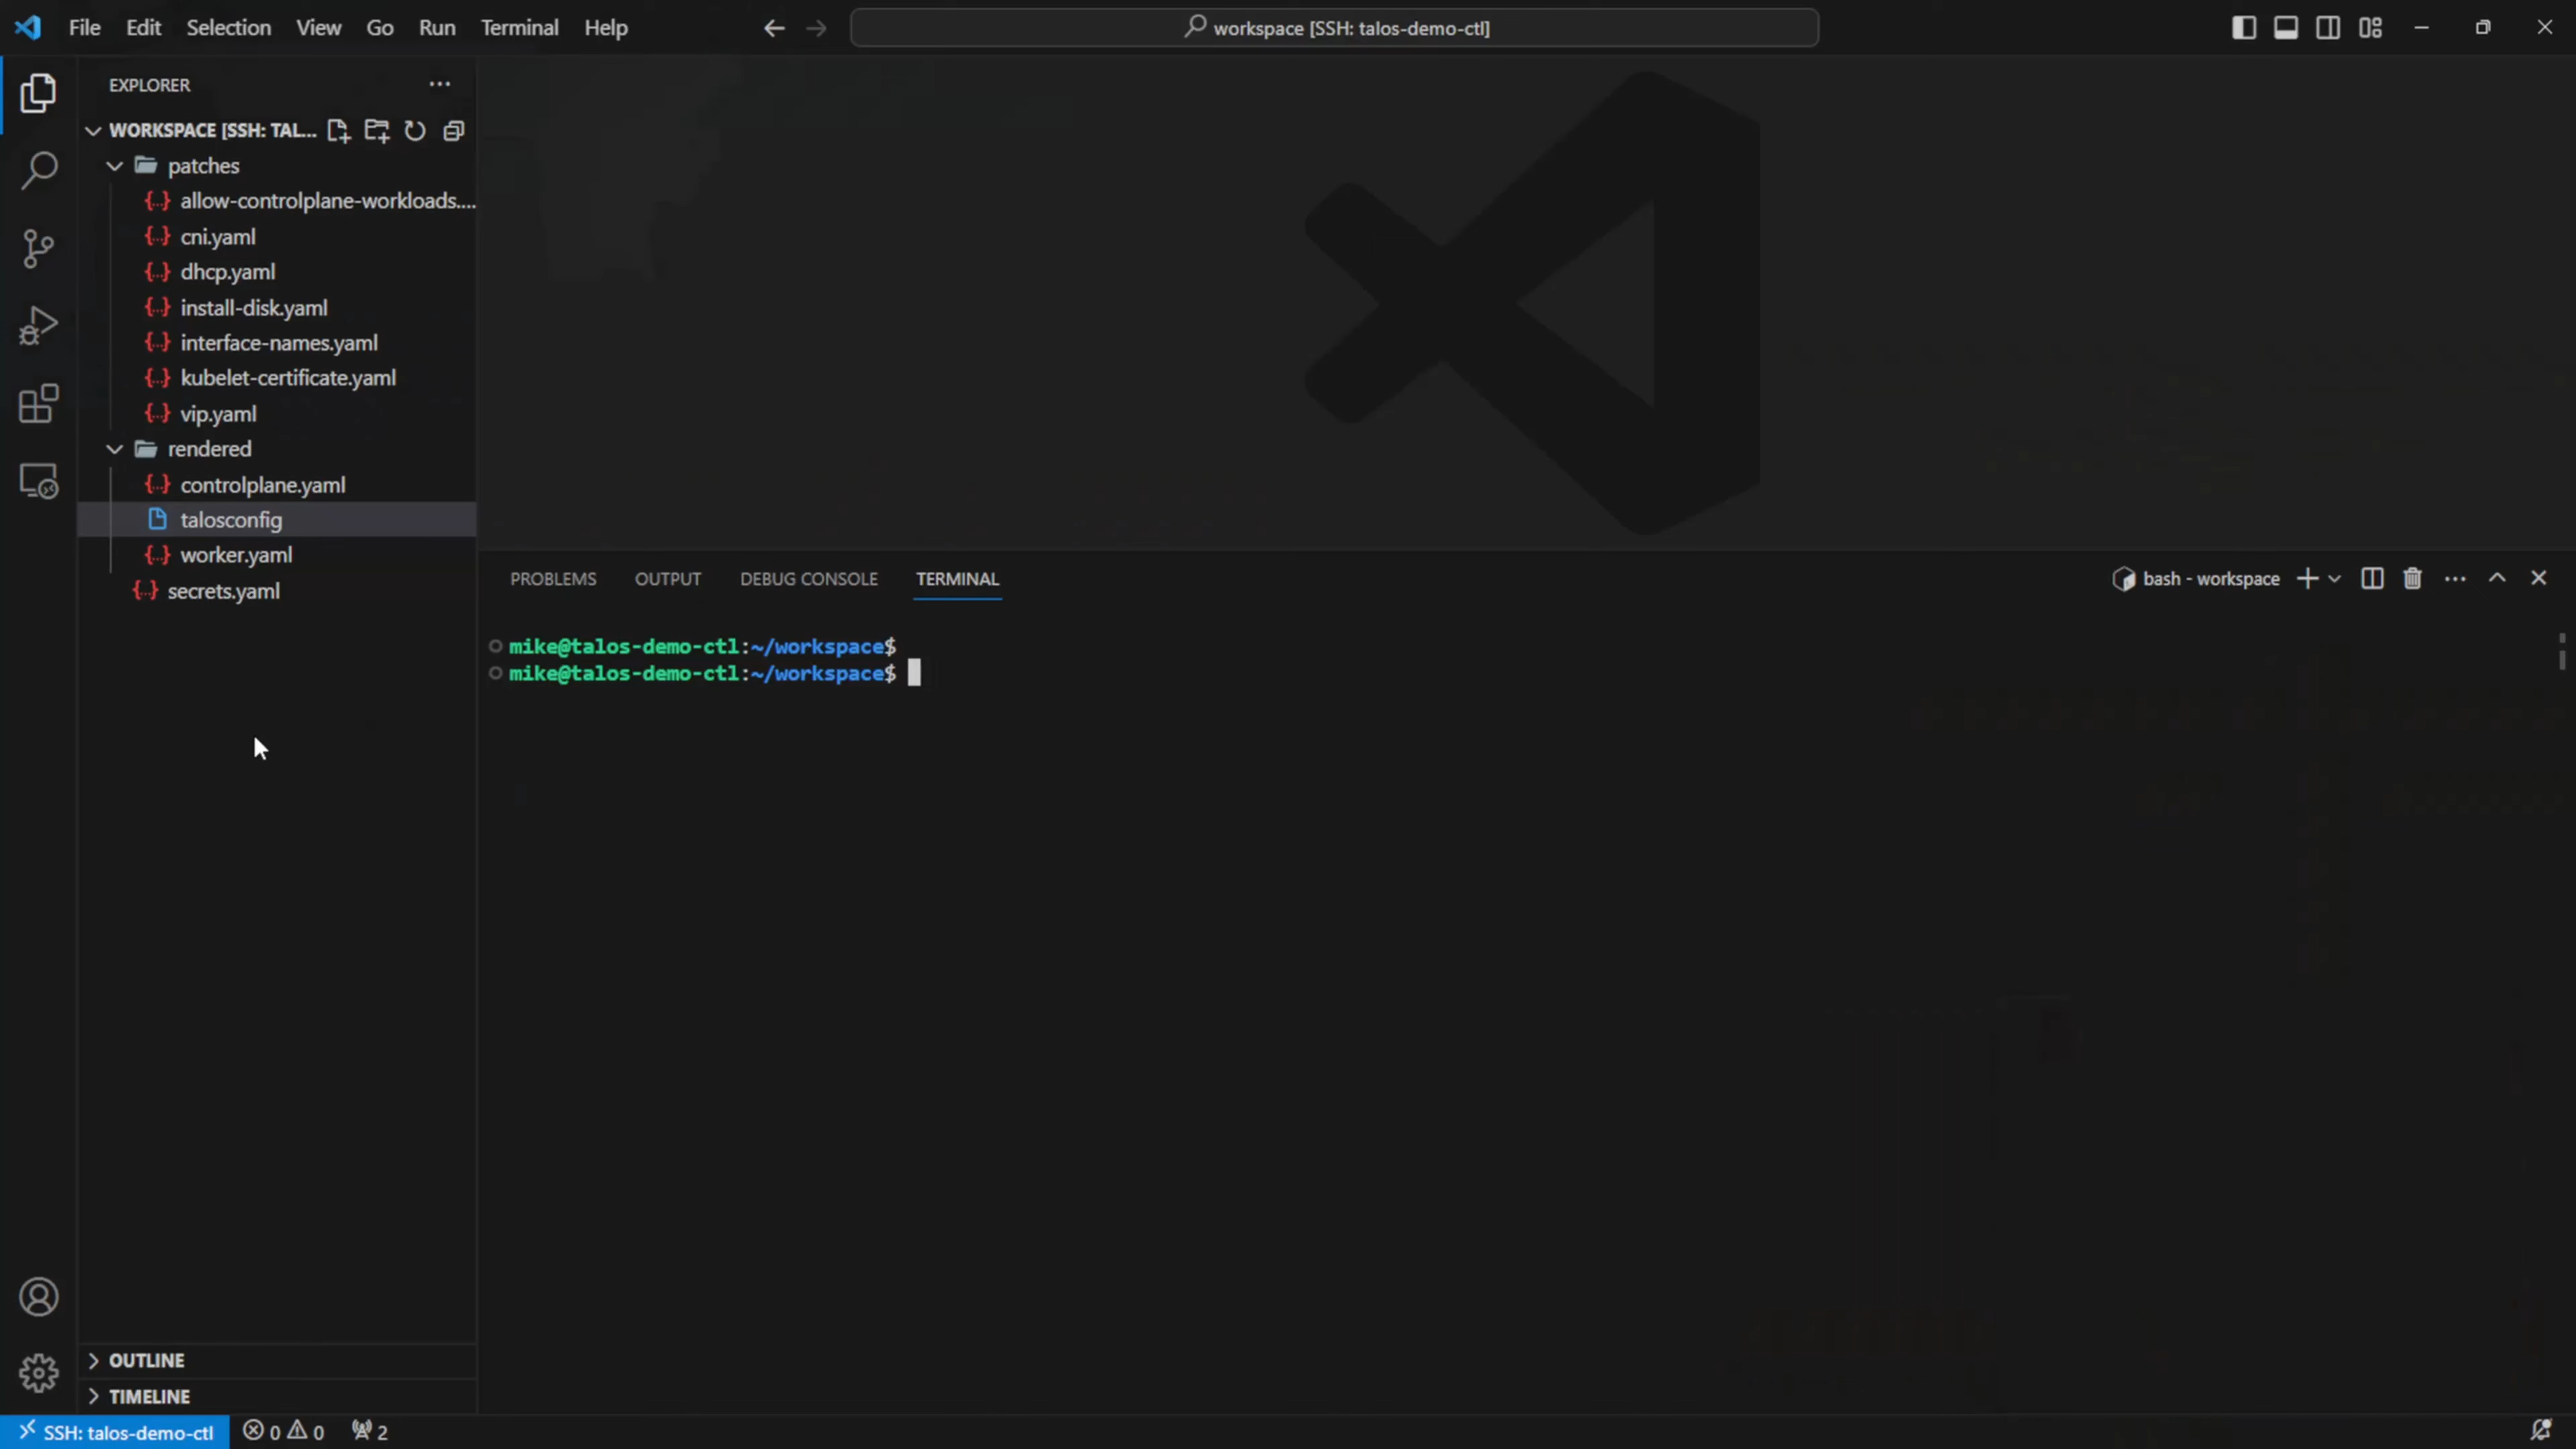 File Edit Selection View Go Run Terminal Help
workspace [SSH: talos-demo-ctl]
EXPLORER
WORKSPACE [SSH: TAL...
patches
allow-controlplane-workloads....
cni.yaml
dhcp.yaml
install-disk.yaml
interface-names.yaml
kubelet-certificate.yaml
vip.yaml
rendered
controlplane.yaml
talosconfig
worker.yaml
secrets.yaml
OUTLINE
TIMELINE
PROBLEMS OUTPUT DEBUG CONSOLE TERMINAL
bash - workspace
mike@talos-demo-ctl:~/workspace$
mike@talos-demo-ctl:~/workspace$
SSH: talos-demo-ctl 0 0 2